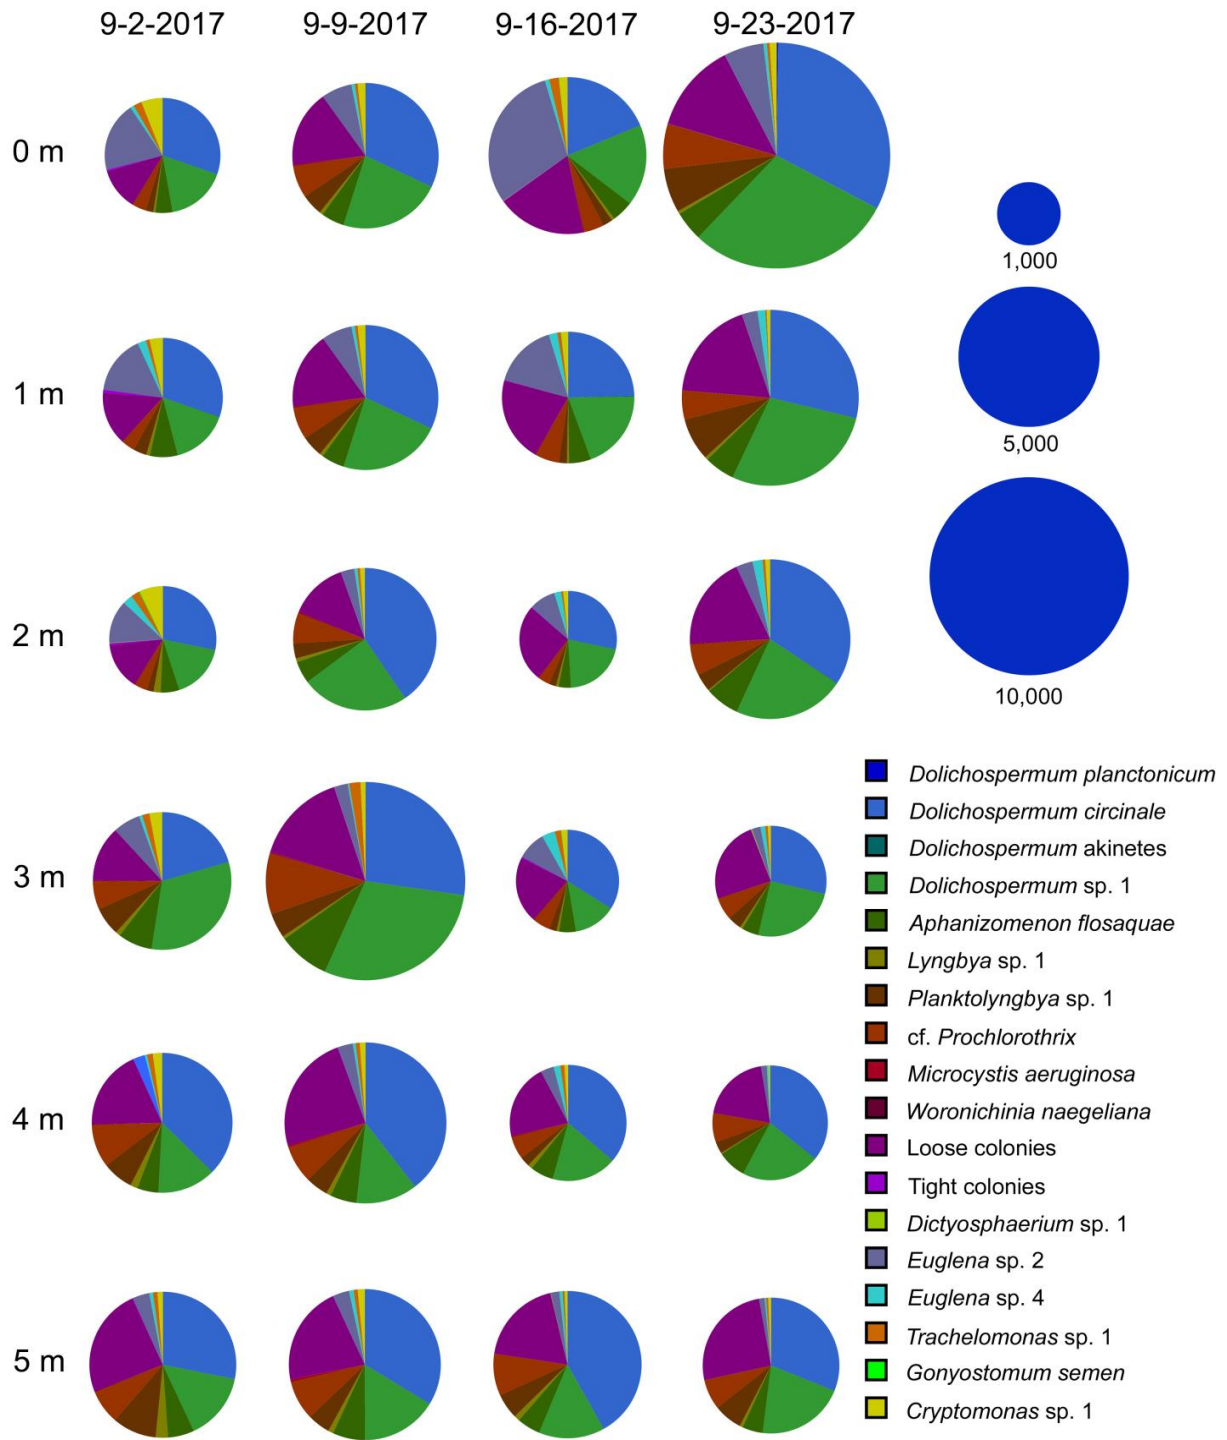 9-2-2017 9-9-2017 9-16-2017 9-23-2017
0 m
1,000
1 m
5,000
2 m
10,000
Dolichospermum planctonicum
Dolichospermum circinale
Dolichospermum akinetes
3 m
Dolichospermum sp. 1
Aphanizomenon flosaquae
Lyngbya sp. 1
Planktolyngbya sp. 1
cf. Prochlorothrix
Microcystis aeruginosa
Woronichinia naegeliana
4 m
Loose colonies
Tight colonies
Dictyosphaerium sp. 1
Euglena sp. 2
Euglena sp. 4
Trachelomonas sp. 1
5 m
Gonyostomum semen
Cryptomonas sp. 1